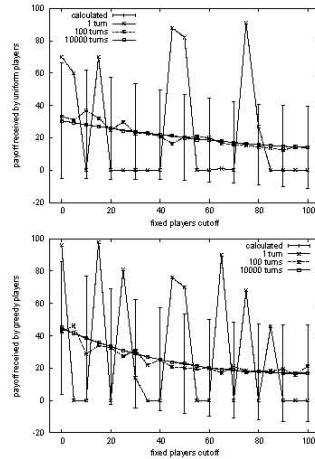 calculated
1 turn
100 turns
10000 turns
100
80
60
40
20
0
-20
payoff received by uniform players
0 20 40 60 80 100
fixed players cutoff
calculated
1 turn
100 turns
10000 turns
100
80
60
40
20
0
-20
payoff received by greedy players
0 20 40 60 80 100
fixed players cutoff